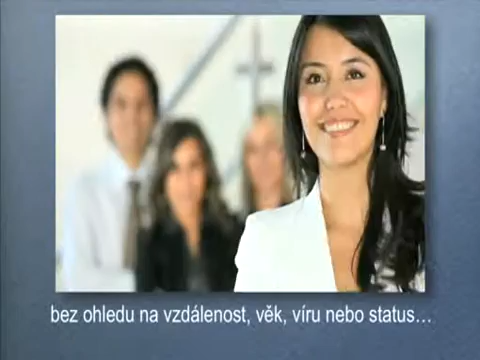 bez ohledu na vzdálenost, věk, víru nebo status…